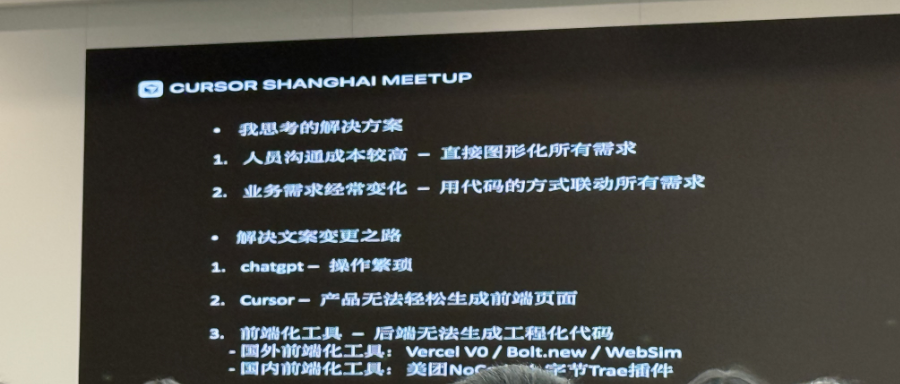 CURSOR SHANGHAI MEETUP
• 我思考的解决方案
1. 人员沟通成本较高 – 直接图形化所有需求
2. 业务需求经常变化 – 用代码的方式联动所有需求
• 解决文案变更之路
1. chatgpt – 操作繁琐
2. Cursor – 产品无法轻松生成前端页面
3. 前端化工具 – 后端无法生成工程化代码
- 国外前端化工具：Vercel V0 / Bolt.new / WebSim
- 国内前端化工具：美团 字节Trae插件